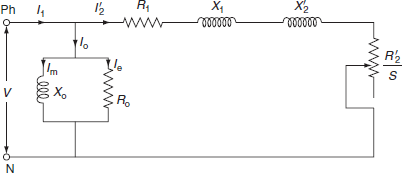 Ph I₁ I′₂ R₁ X₁ X′₂
Iₒ
Iₘ Iₑ
V Xₒ Rₒ R′₂/S
N